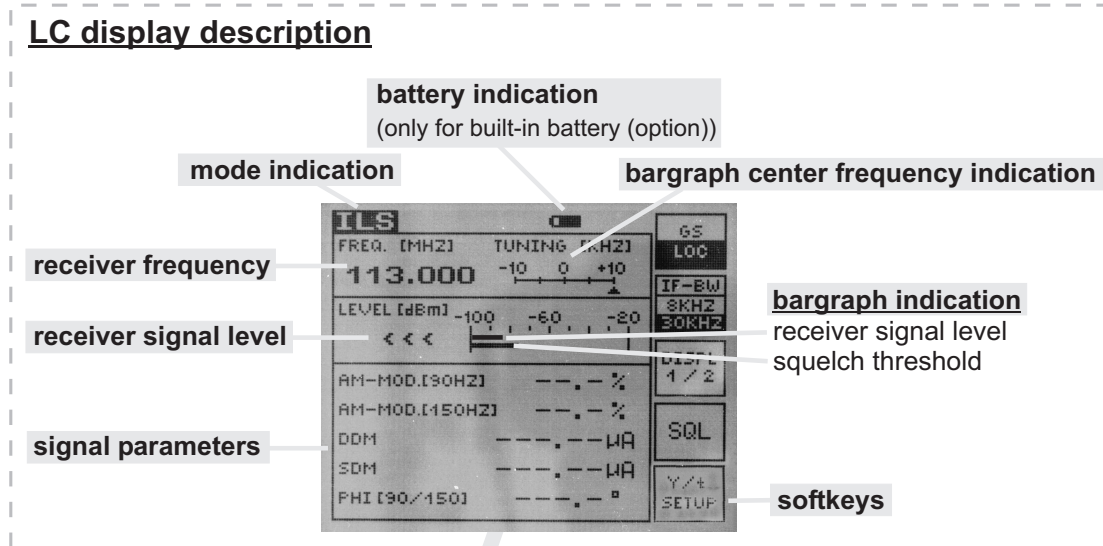 LC display description
battery indication
(only for built-in battery (option))
mode indication
bargraph center frequency indication
ILS
GS
LOC
FREQ. [MHZ] TUNING [KHZ]
receiver frequency
113.000
-10 0 +10
IF-BW
8KHZ
30KHZ
bargraph indication
LEVEL [dBm]
-100 -60 -20
receiver signal level
<<<
receiver signal level
squelch threshold
DISPL
1/2
AM-MOD.[90HZ] --.-%
AM-MOD.[150HZ] --.-%
SQL
signal parameters
DDM ---.--µA
SDM ---.--µA
PHI [90/150] ---.-°
Y/t
SETUP
softkeys